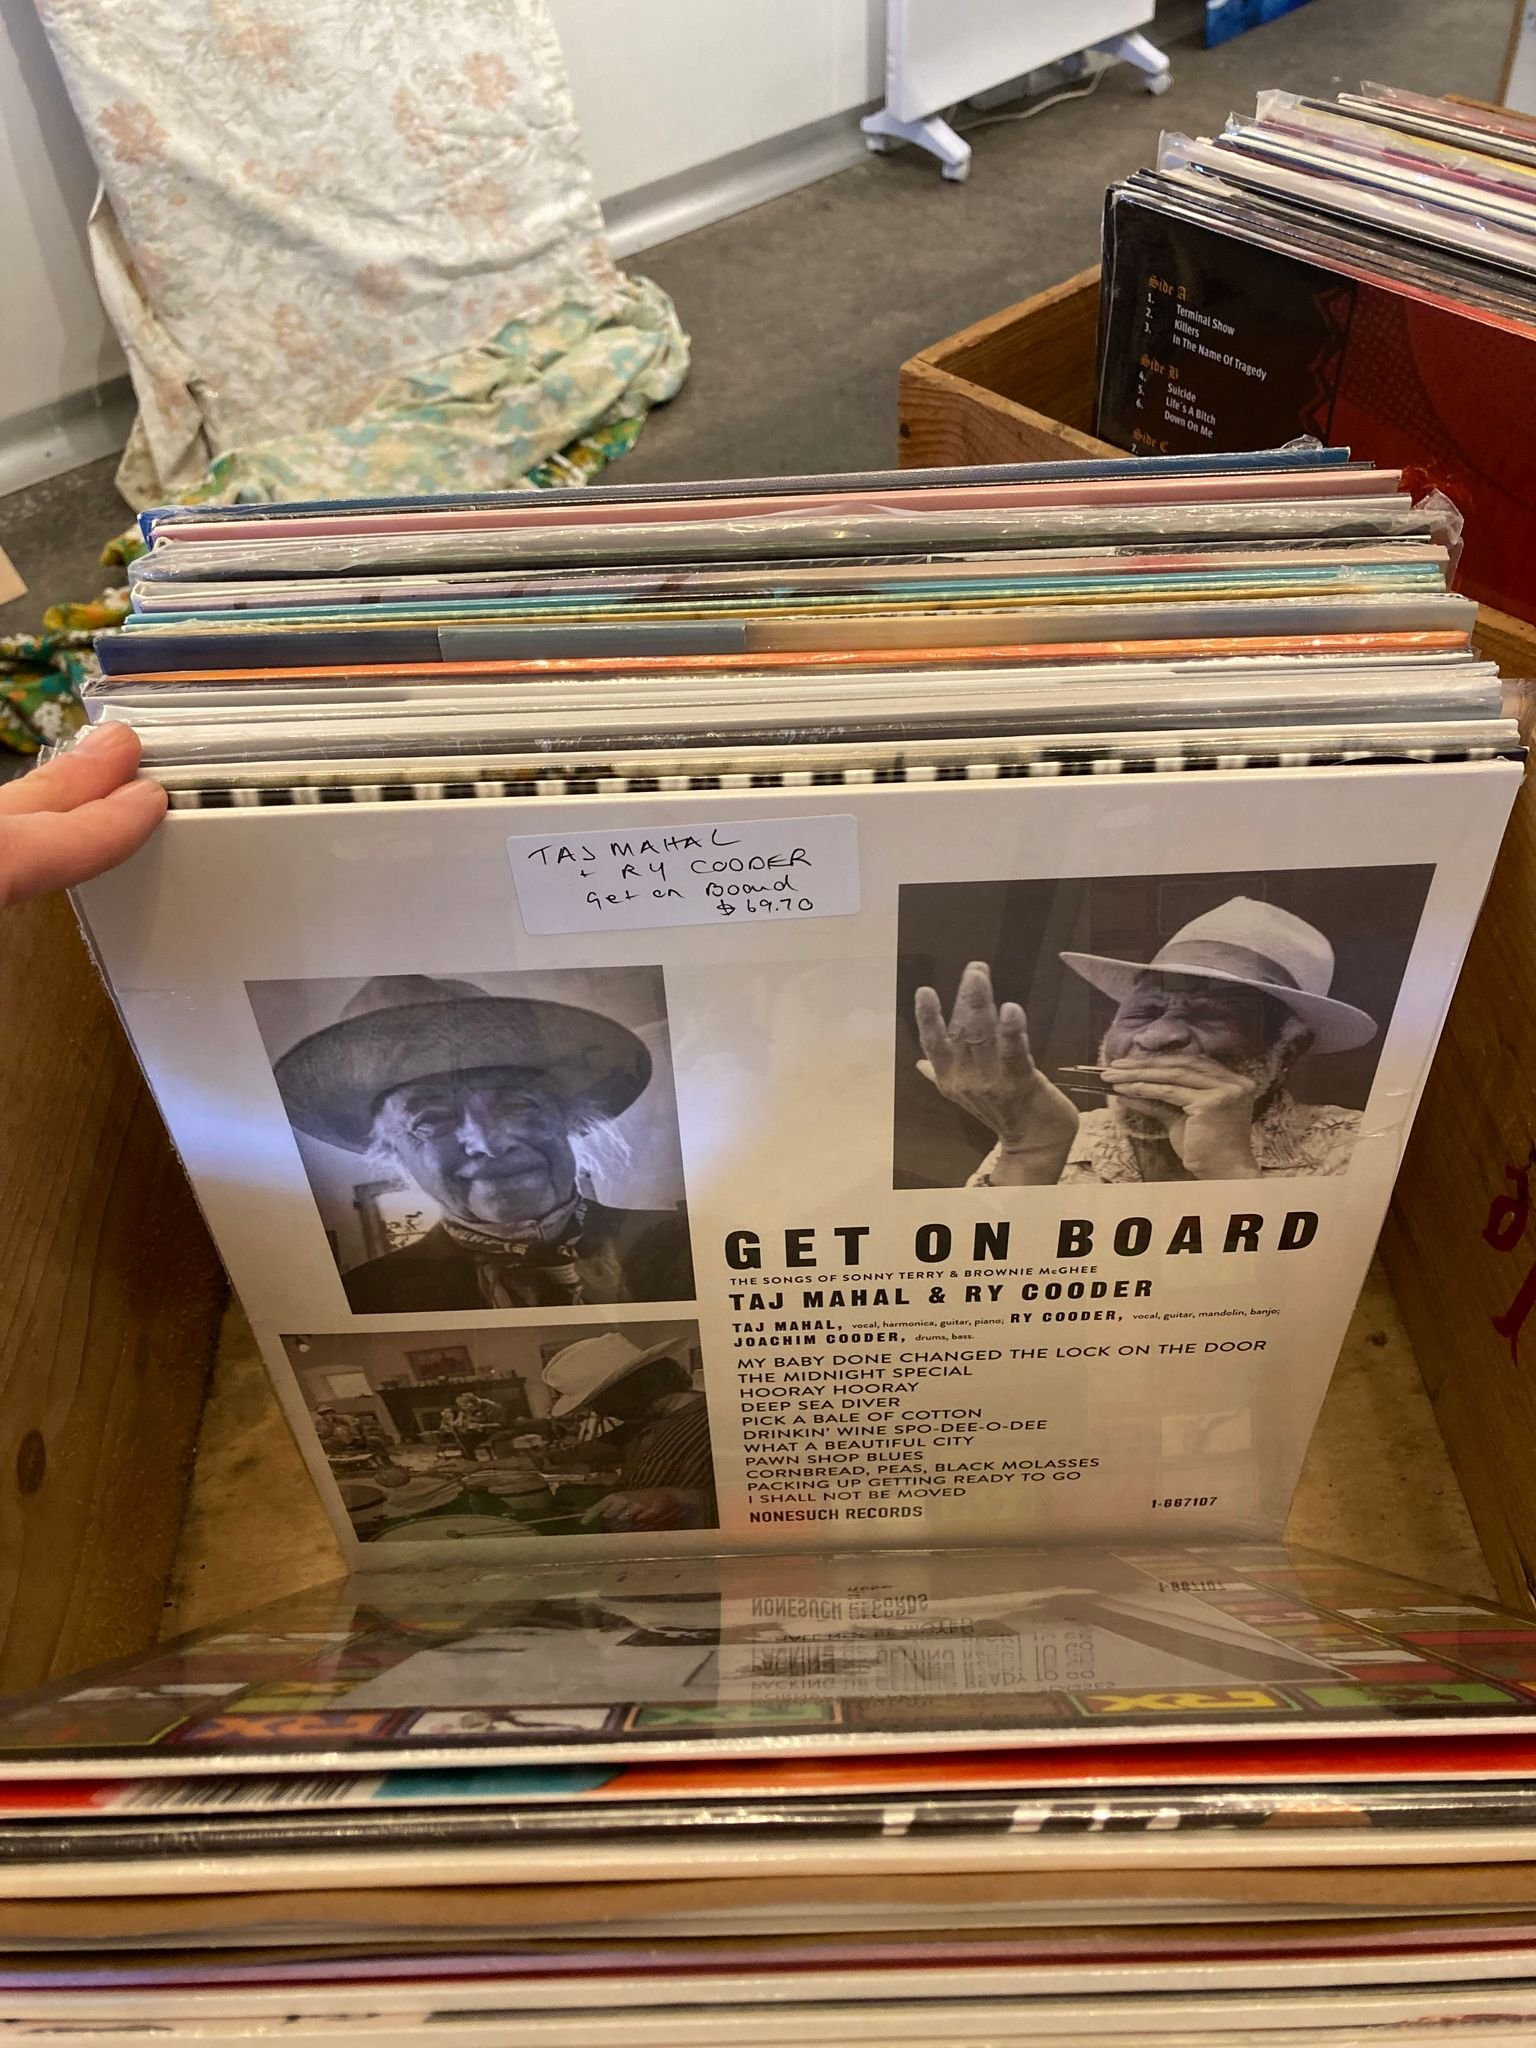 Side A
1. Terminal Show
2. Killers
3. In The Name Of Tragedy
Side B
4. Suicide
5. Life's A Bitch
6. Down On Me
Side C
7.
TAJ MAHAL
+ RY COODER
Get on Board
$69.70
GET ON BOARD
THE SONGS OF SONNY TERRY & BROWNIE McGHEE
TAJ MAHAL & RY COODER
TAJ MAHAL, vocal, harmonica, guitar, piano; RY COODER, vocal, guitar, mandolin, banjo;
JOACHIM COODER, drums, bass.
MY BABY DONE CHANGED THE LOCK ON THE DOOR
THE MIDNIGHT SPECIAL
HOORAY HOORAY
DEEP SEA DIVER
PICK A BALE OF COTTON
DRINKIN' WINE SPO-DEE-O-DEE
WHAT A BEAUTIFUL CITY
PAWN SHOP BLUES
CORNBREAD, PEAS, BLACK MOLASSES
PACKING UP GETTING READY TO GO
I SHALL NOT BE MOVED
NONESUCH RECORDS
1-667107